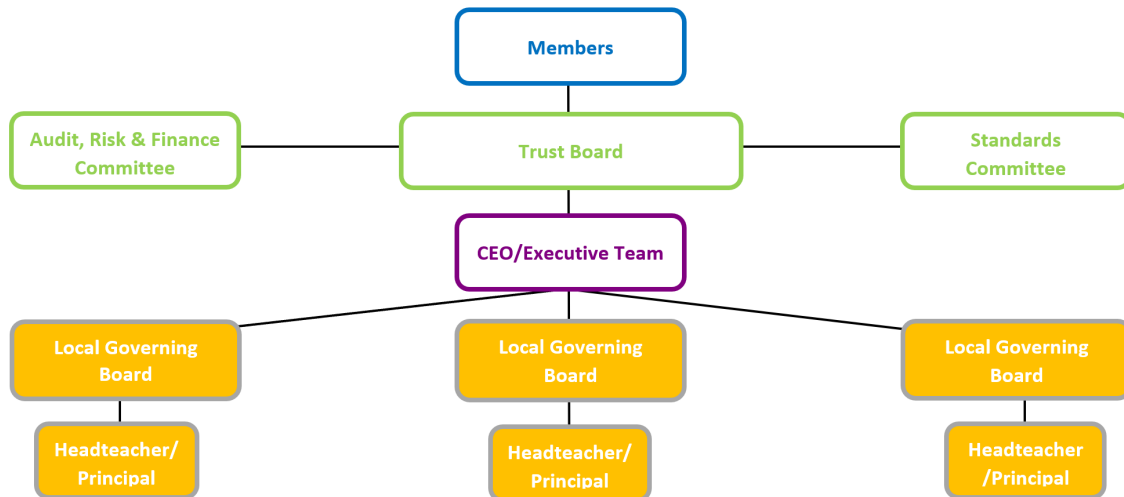 Members
Audit, Risk & Finance
Committee
Trust Board
Standards
Committee
CEO/Executive Team
Local Governing
Board
Local Governing
Board
Local Governing
Board
Headteacher/
Principal
Headteacher/
Principal
Headteacher
/Principal